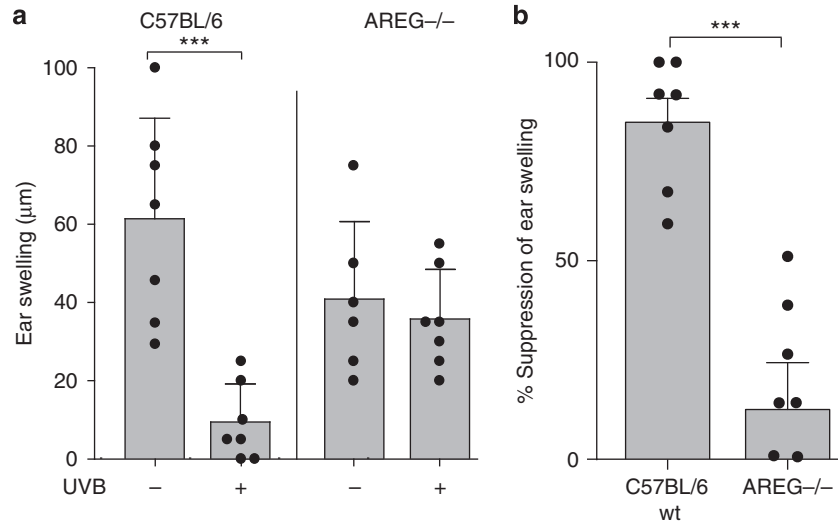 a
C57BL/6
AREG–/–
***
100
80
60
40
20
0
Ear swelling (μm)
UVB
–
+
–
+
b
***
100
50
0
% Suppression of ear swelling
C57BL/6
wt
AREG–/–